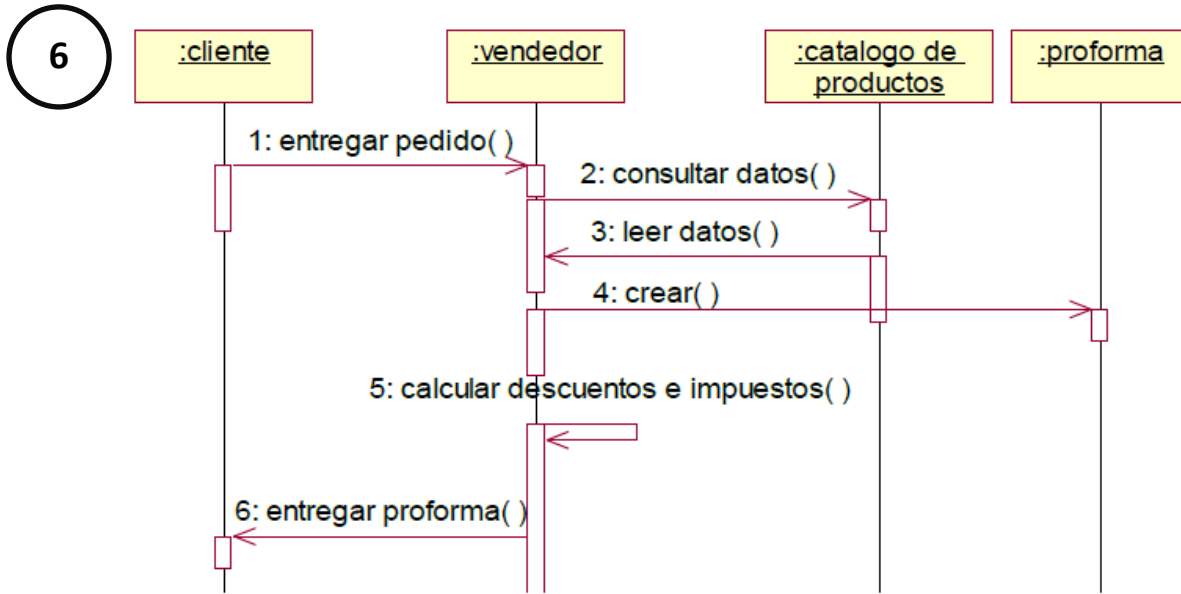 6
:cliente
:vendedor
:catalogo de
productos
:proforma
1: entregar pedido( )
2: consultar datos( )
3: leer datos( )
4: crear( )
5: calcular descuentos e impuestos( )
6: entregar proforma( )